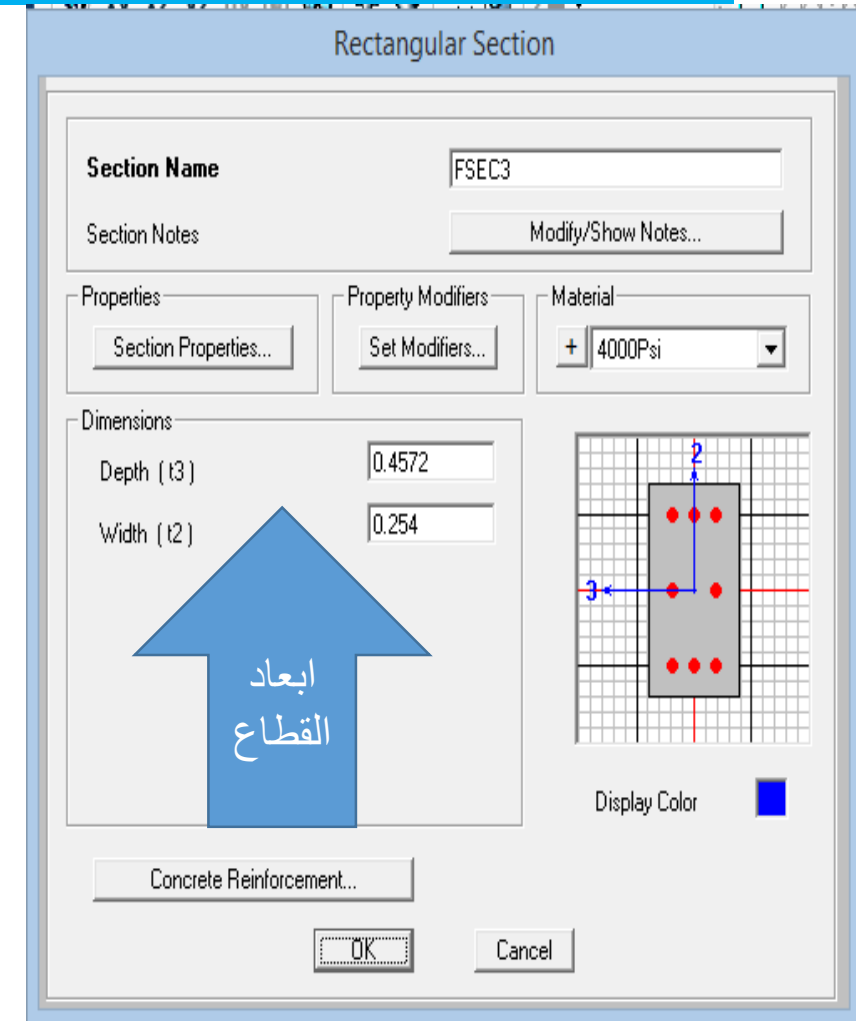 Rectangular Section
Section Name
FSEC3
Section Notes
Modify/Show Notes...
Properties
Property Modifiers
Material
Section Properties...
Set Modifiers...
+
4000Psi
Dimensions
Depth ( t3 )
0.4572
Width ( t2 )
0.254
2
3
ابعاد
القطاع
Display Color
Concrete Reinforcement...
OK
Cancel